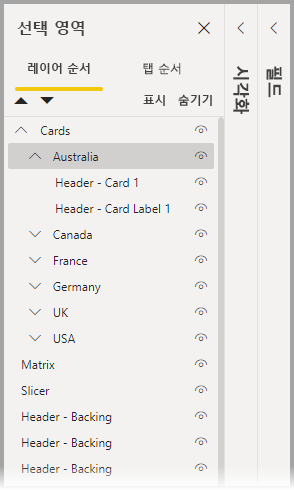 선택 영역
레이어 순서 탭 순서
표시 숨기기
Cards
Australia
Header - Card 1
Header - Card Label 1
Canada
France
Germany
UK
USA
Matrix
Slicer
Header - Backing
Header - Backing
Header - Backing
시각화
필드